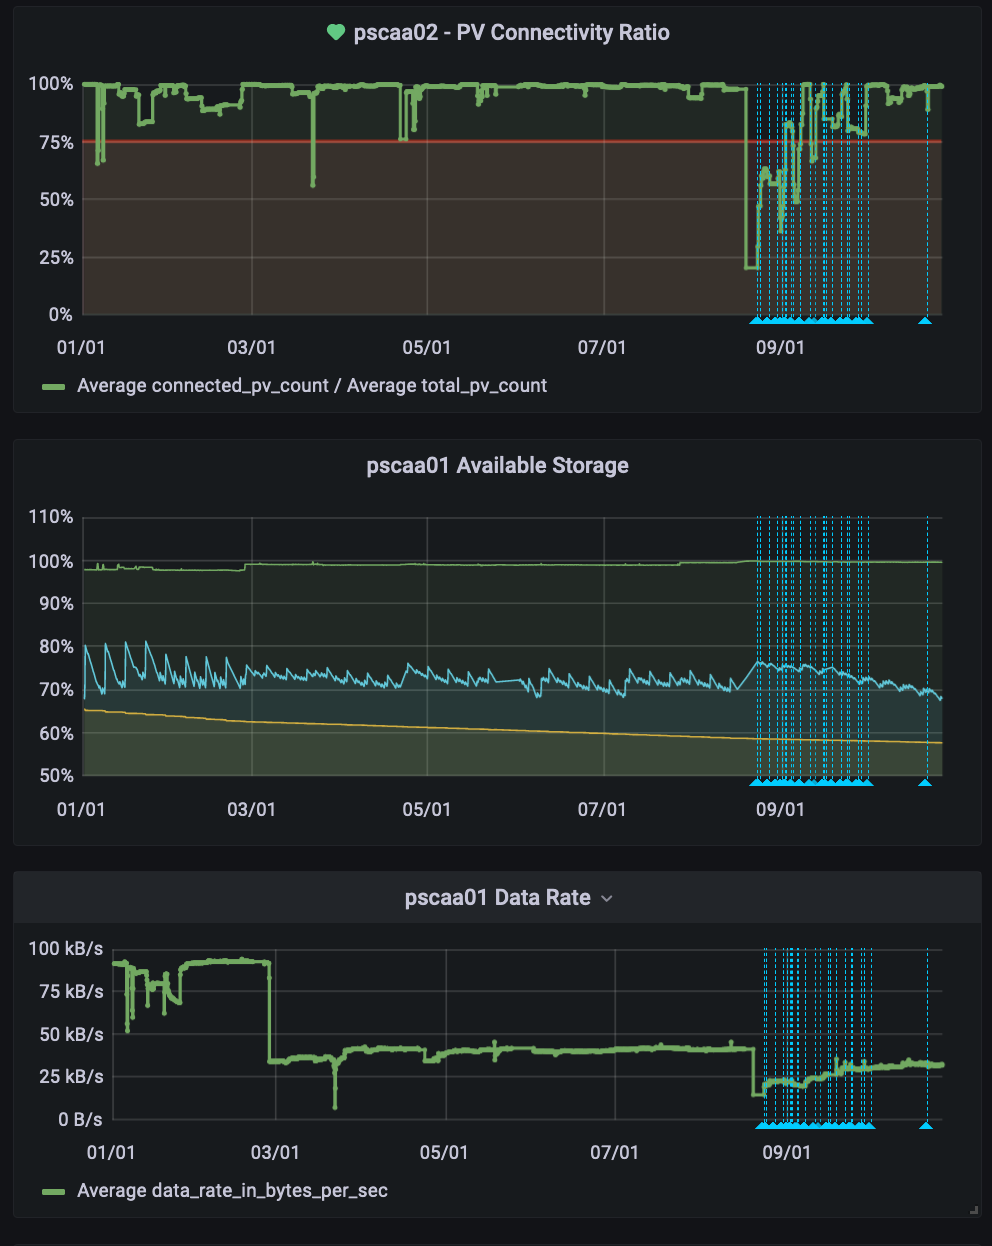 pscaa02 - PV Connectivity Ratio
100%
75%
50%
25%
0%
01/01 03/01 05/01 07/01 09/01
Average connected_pv_count / Average total_pv_count
pscaa01 Available Storage
110%
100%
90%
80%
70%
60%
50%
01/01 03/01 05/01 07/01 09/01
pscaa01 Data Rate
100 kB/s
75 kB/s
50 kB/s
25 kB/s
0 B/s
01/01 03/01 05/01 07/01 09/01
Average data_rate_in_bytes_per_sec